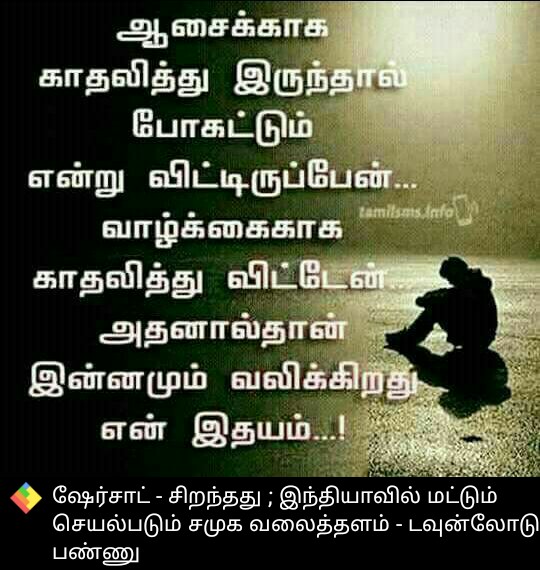 ஆசைக்காக
காதலித்து இருந்தால்
போகட்டும்
என்று விட்டிருப்பேன்...
tamilsms.info
வாழ்க்கைகாக
காதலித்து விட்டேன்...
அதனால்தான்
இன்னமும் வலிக்கிறது
என் இதயம்...!
ஷேர்சாட் - சிறந்தது ; இந்தியாவில் மட்டும்
செயல்படும் சமுக வலைத்தளம் - டவுன்லோடு
பண்ணு